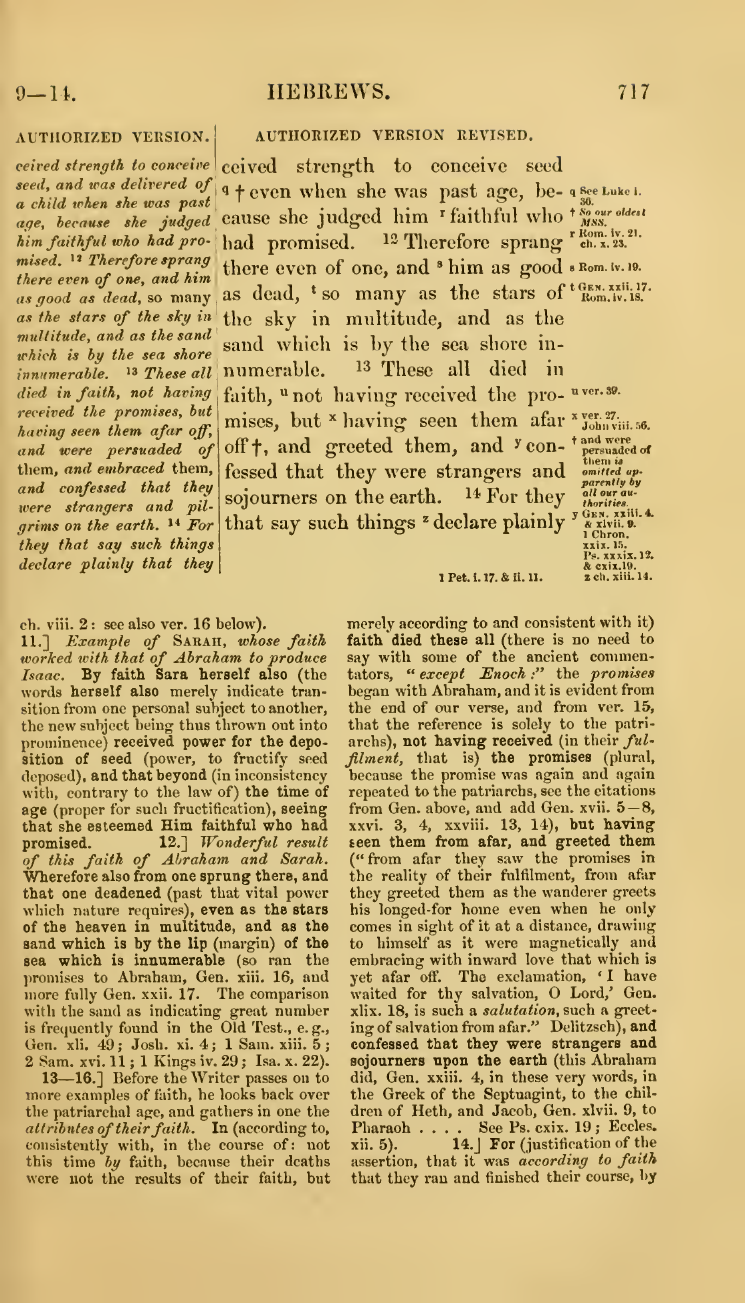 9—14.
HEBREWS.
717
AUTHORIZED VERSION.
ceived strength to conceive
seed, and was delivered of
a child when she was past
age, because she judged
him faithful who had pro-
mised. 12 Therefore sprang
there even of one, and him
as good as dead, so many
as the stars of the sky in
multitude, and as the sand
which is by the sea shore
innumerable. 13 These all
died in faith, not having
received the promises, but
having seen them afar off,
and were persuaded of
them, and embraced them,
and confessed that they
were strangers and pil-
grims on the earth. 14 For
they that say such things
declare plainly that they
AUTHORIZED VERSION REVISED.
ceived strength to conceive seed
q † even when she was past age, be-
cause she judged him r faithful who
had promised. 12 Therefore sprang
there even of one, and s him as good
as dead, t so many as the stars of
the sky in multitude, and as the
sand which is by the sea shore in-
numerable. 13 These all died in
faith, u not having received the pro-
mises, but x having seen them afar
off †, and greeted them, and y con-
fessed that they were strangers and
sojourners on the earth. 14 For they
that say such things z declare plainly
q See Luke i.
36.
† So our oldest
MSS.
r Rom. iv. 21.
ch. x. 23.
s Rom. iv. 19.
t GEN. xxii. 17.
Rom. iv. 18.
u ver. 39.
x ver. 27.
John viii. 56.
† and were
persuaded of
them is
omitted ap-
parently by
all our au-
thorities.
y GEN. xxiii. 4.
& xlvii. 9.
1 Chron.
xxix. 15.
Ps. xxxix. 12.
& cxix. 19.
1 Pet. i. 17. & ii. 11.
z ch. xiii. 14.
ch. viii. 2: see also ver. 16 below).
11.] Example of SARAH, whose faith
worked with that of Abraham to produce
Isaac. By faith Sara herself also (the
words herself also merely indicate tran-
sition from one personal subject to another,
the new subject being thus thrown out into
prominence) received power for the depo-
sition of seed (power, to fructify seed
deposed), and that beyond (in inconsistency
with, contrary to the law of) the time of
age (proper for such fructification), seeing
that she esteemed Him faithful who had
promised. 12.] Wonderful result
of this faith of Abraham and Sarah.
Wherefore also from one sprung there, and
that one deadened (past that vital power
which nature requires), even as the stars
of the heaven in multitude, and as the
sand which is by the lip (margin) of the
sea which is innumerable (so ran the
promises to Abraham, Gen. xiii. 16, and
more fully Gen. xxii. 17. The comparison
with the sand as indicating great number
is frequently found in the Old Test., e. g.,
Gen. xli. 49; Josh. xi. 4; 1 Sam. xiii. 5;
2 Sam. xvi. 11; 1 Kings iv. 29; Isa. x. 22).
13—16.] Before the Writer passes on to
more examples of faith, he looks back over
the patriarchal age, and gathers in one the
attributes of their faith. In (according to,
consistently with, in the course of: not
this time by faith, because their deaths
were not the results of their faith, but
merely according to and consistent with it)
faith died these all (there is no need to
say with some of the ancient commen-
tators, “except Enoch:” the promises
began with Abraham, and it is evident from
the end of our verse, and from ver. 15,
that the reference is solely to the patri-
archs), not having received (in their ful-
filment, that is) the promises (plural,
because the promise was again and again
repeated to the patriarchs, see the citations
from Gen. above, and add Gen. xvii. 5—8,
xxvi. 3, 4, xxviii. 13, 14), but having
seen them from afar, and greeted them
(“from afar they saw the promises in
the reality of their fulfilment, from afar
they greeted them as the wanderer greets
his longed-for home even when he only
comes in sight of it at a distance, drawing
to himself as it were magnetically and
embracing with inward love that which is
yet afar off. The exclamation, ‘I have
waited for thy salvation, O Lord,’ Gen.
xlix. 18, is such a salutation, such a greet-
ing of salvation from afar.” Delitzsch), and
confessed that they were strangers and
sojourners upon the earth (this Abraham
did, Gen. xxiii. 4, in these very words, in
the Greek of the Septuagint, to the chil-
dren of Heth, and Jacob, Gen. xlvii. 9, to
Pharaoh . . . . See Ps. cxix. 19; Eccles.
xii. 5). 14.] For (justification of the
assertion, that it was according to faith
that they ran and finished their course, by